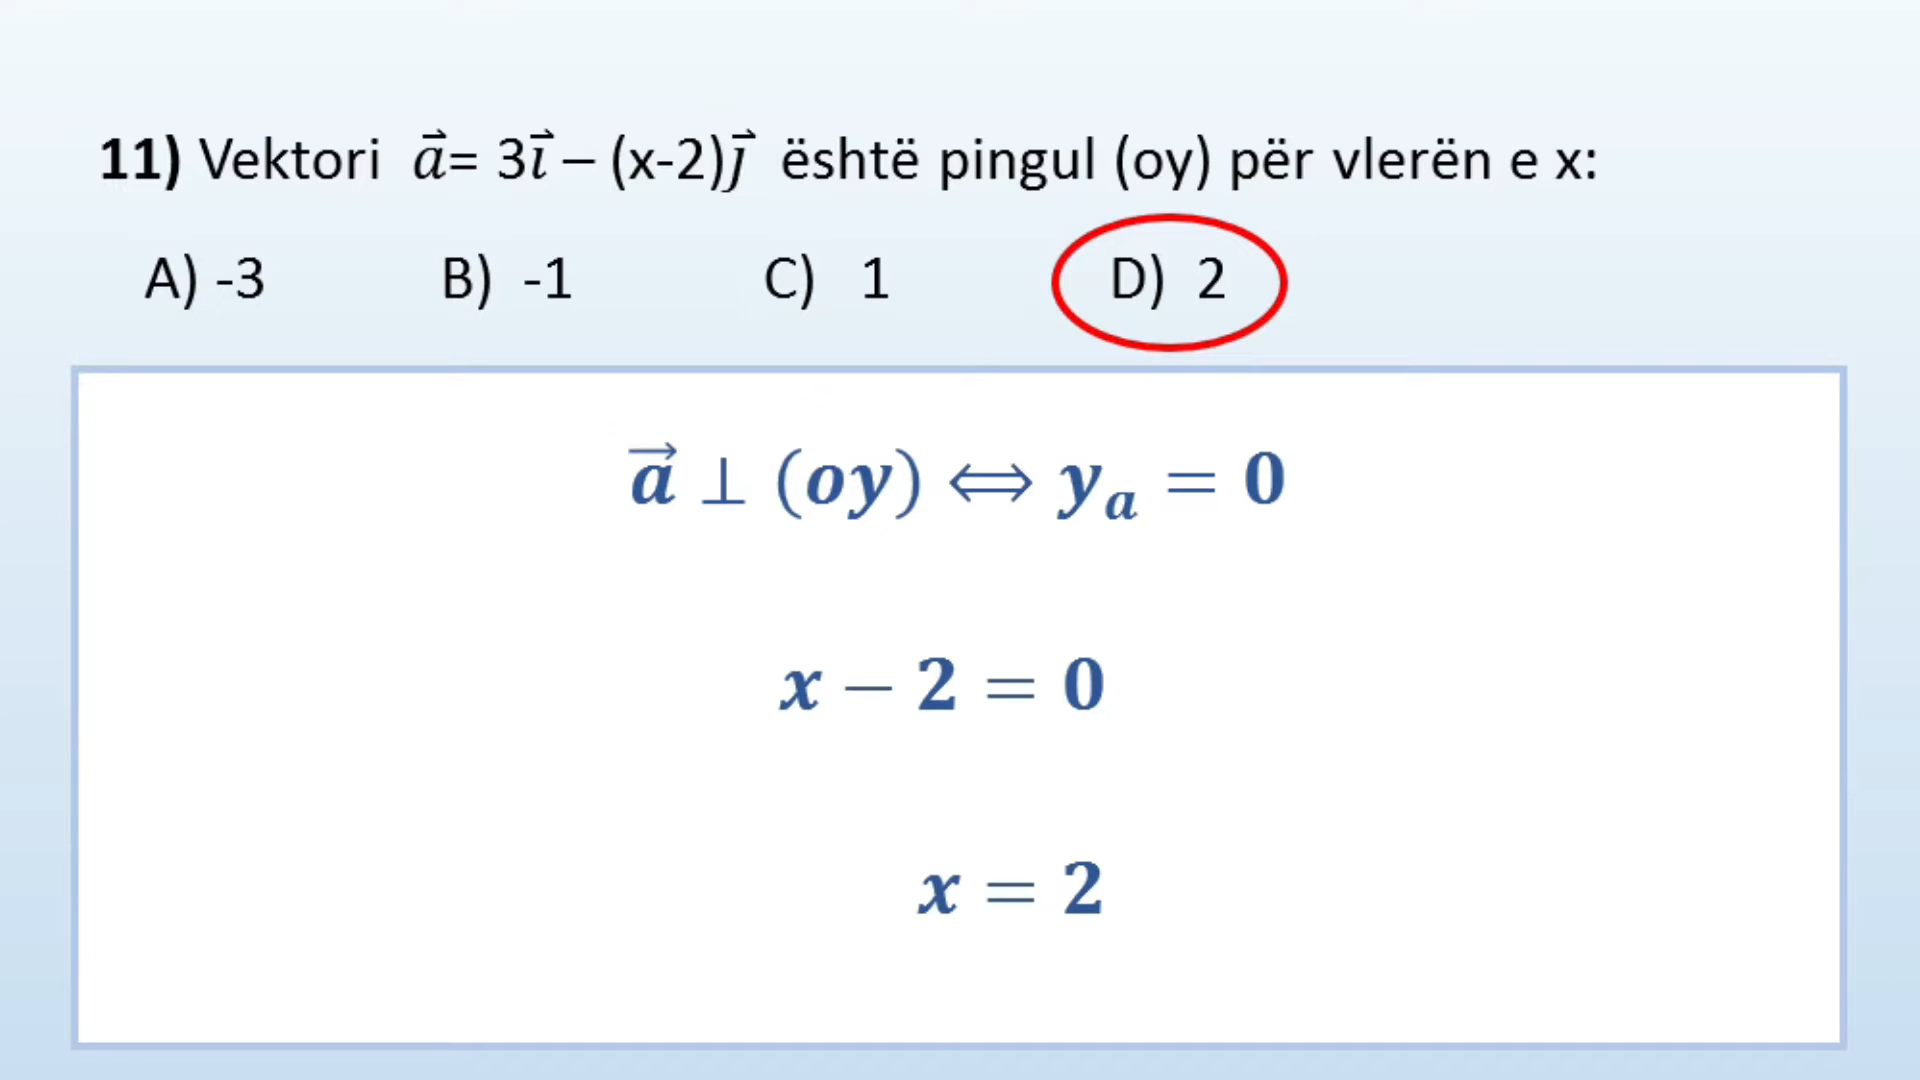 11) Vektori a⃗= 3i⃗ – (x-2)j⃗ është pingul (oy) për vlerën e x:
A) -3 B) -1 C) 1 D) 2
a⃗ ⊥ (oy) ⟺ yₐ = 0
x − 2 = 0
x = 2